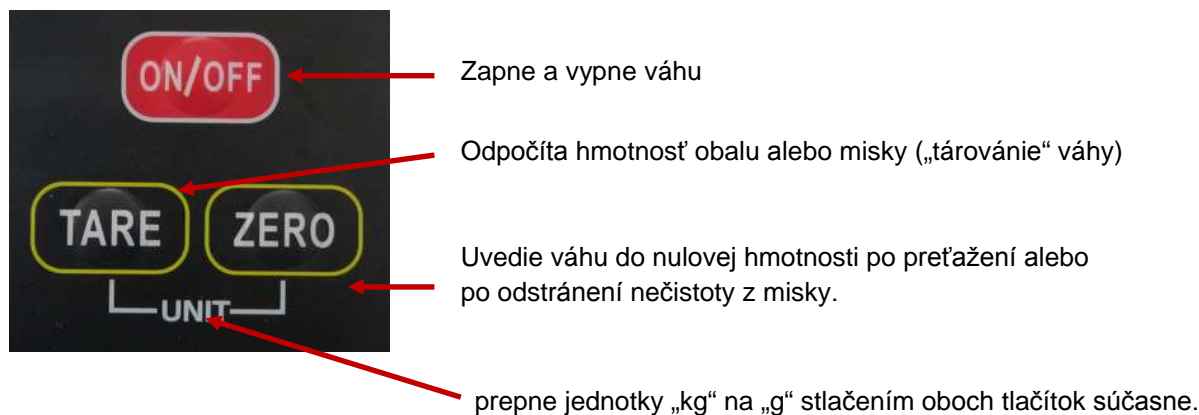 ON/OFF
Zapne a vypne váhu
Odpočíta hmotnosť obalu alebo misky („tárovánie“ váhy)
TARE
ZERO
Uvedie váhu do nulovej hmotnosti po preťažení alebo
po odstránení nečistoty z misky.
UNIT
prepne jednotky „kg“ na „g“ stlačením oboch tlačítok súčasne.